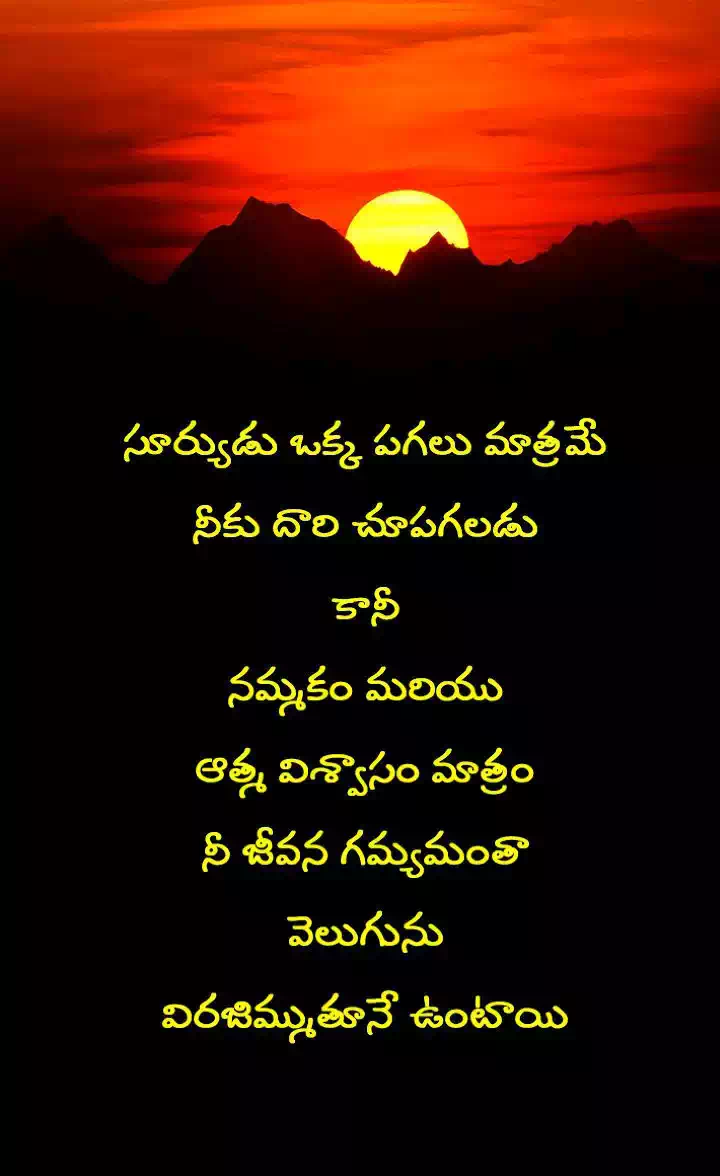 సూర్యుడు ఒక్క పగలు మాత్రమే
నీకు దారి చూపగలడు
కానీ
నమ్మకం మరియు
ఆత్మ విశ్వాసం మాత్రం
నీ జీవన గమ్యమంతా
వెలుగును
విరజిమ్ముతూనే ఉంటాయి